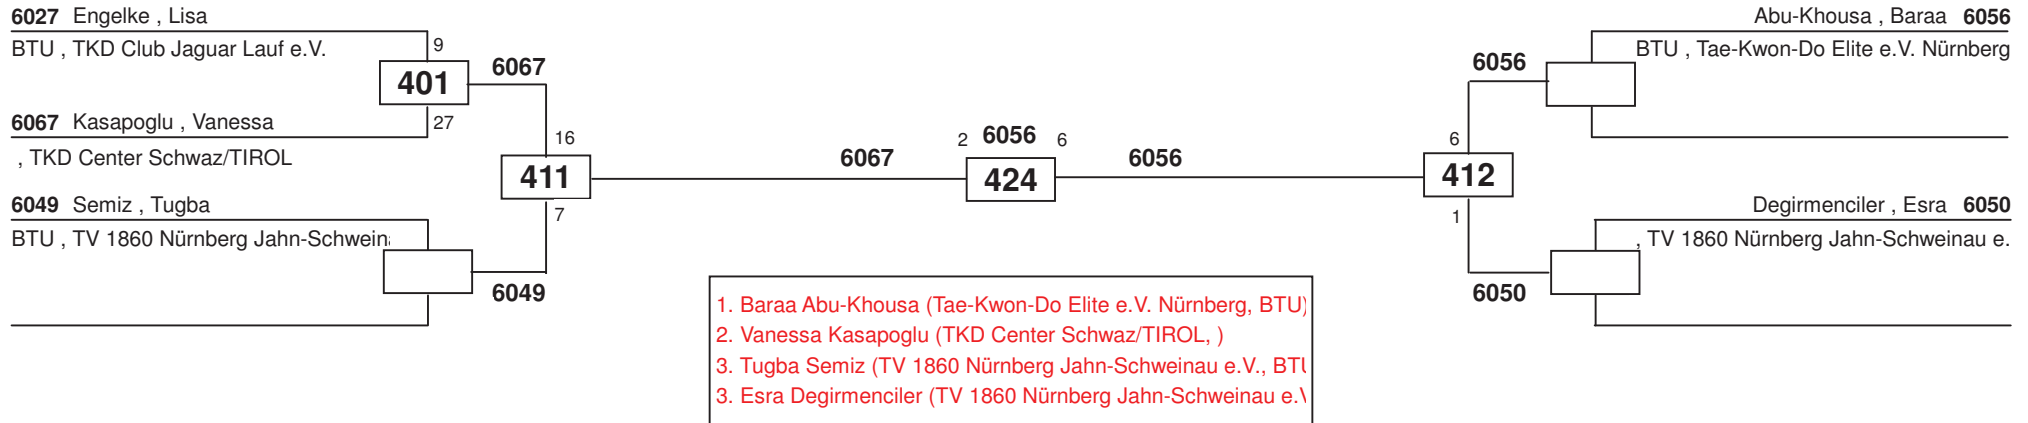 6027 Engelke , Lisa
BTU , TKD Club Jaguar Lauf e.V.
9
401
6067
27
6067 Kasapoglu , Vanessa
, TKD Center Schwaz/TIROL
16
411
7
6049 Semiz , Tugba
BTU , TV 1860 Nürnberg Jahn-Schwein
6049
6067
2 6056 6
424
6056
Abu-Khousa , Baraa 6056
BTU , Tae-Kwon-Do Elite e.V. Nürnberg
6056
6
412
1
Degirmenciler , Esra 6050
, TV 1860 Nürnberg Jahn-Schweinau e.
6050
1. Baraa Abu-Khousa (Tae-Kwon-Do Elite e.V. Nürnberg, BTU)
2. Vanessa Kasapoglu (TKD Center Schwaz/TIROL, )
3. Tugba Semiz (TV 1860 Nürnberg Jahn-Schweinau e.V., BTU
3. Esra Degirmenciler (TV 1860 Nürnberg Jahn-Schweinau e.V